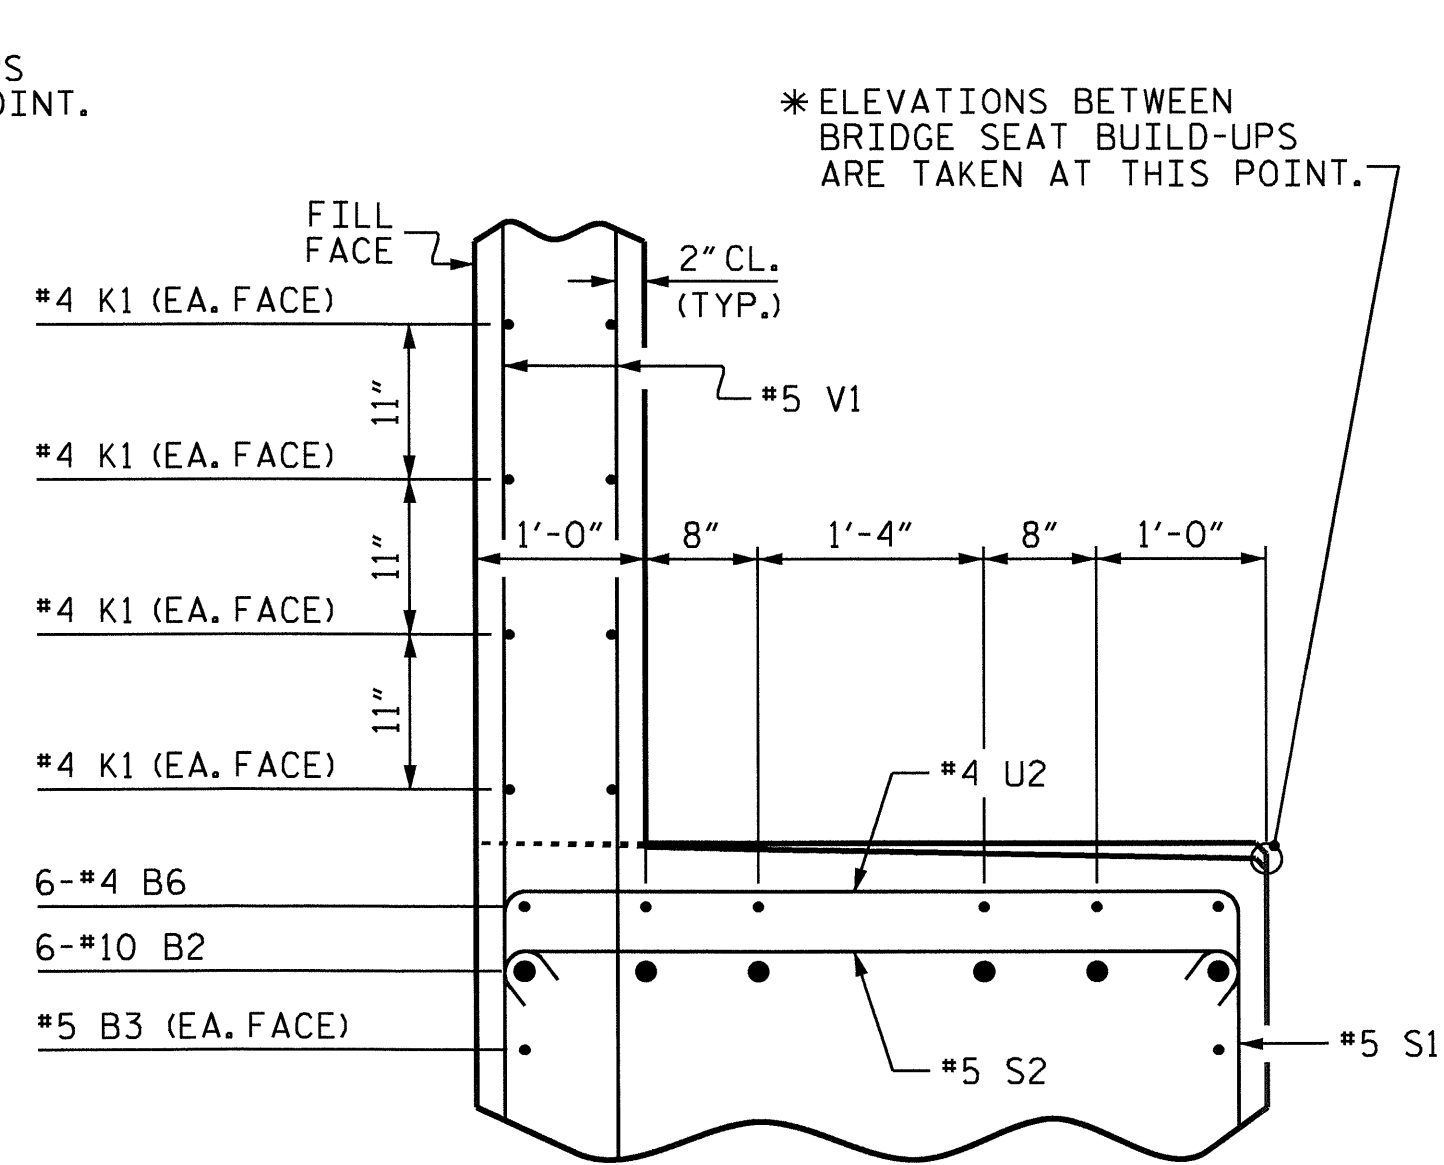 S
OINT.
* ELEVATIONS BETWEEN
BRIDGE SEAT BUILD-UPS
ARE TAKEN AT THIS POINT.
FILL
FACE
2" CL.
(TYP.)
#4 K1 (EA. FACE)
11"
#5 V1
#4 K1 (EA. FACE)
1'-0" 8" 1'-4" 8" 1'-0"
11"
#4 K1 (EA. FACE)
11"
#4 K1 (EA. FACE)
#4 U2
6-#4 B6
6-#10 B2
#5 B3 (EA. FACE)
#5 S2
#5 S1